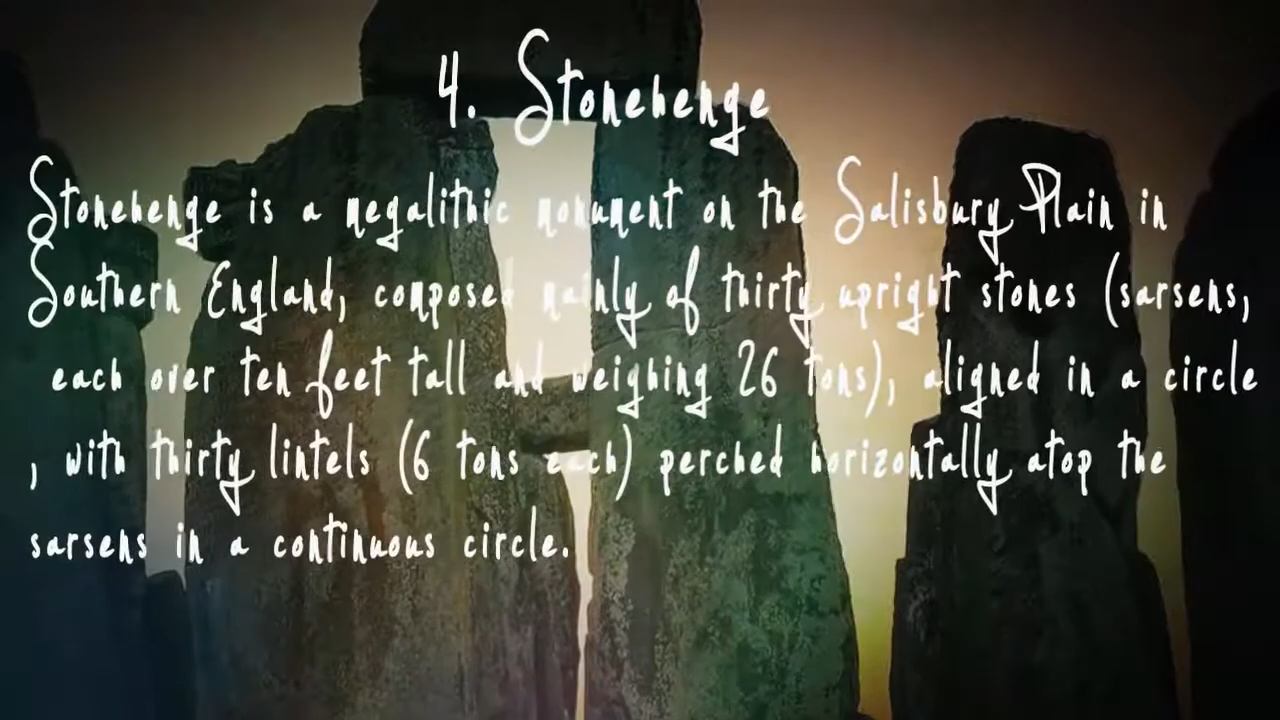 4. Stonehenge
Stonehenge is a megalithic monument on the Salisbury Plain in
Southern England, composed mainly of thirty upright stones (sarsens,
each over ten feet tall and weighing 26 tons), aligned in a circle
, with thirty lintels (6 tons each) perched horizontally atop the
sarsens in a continuous circle.